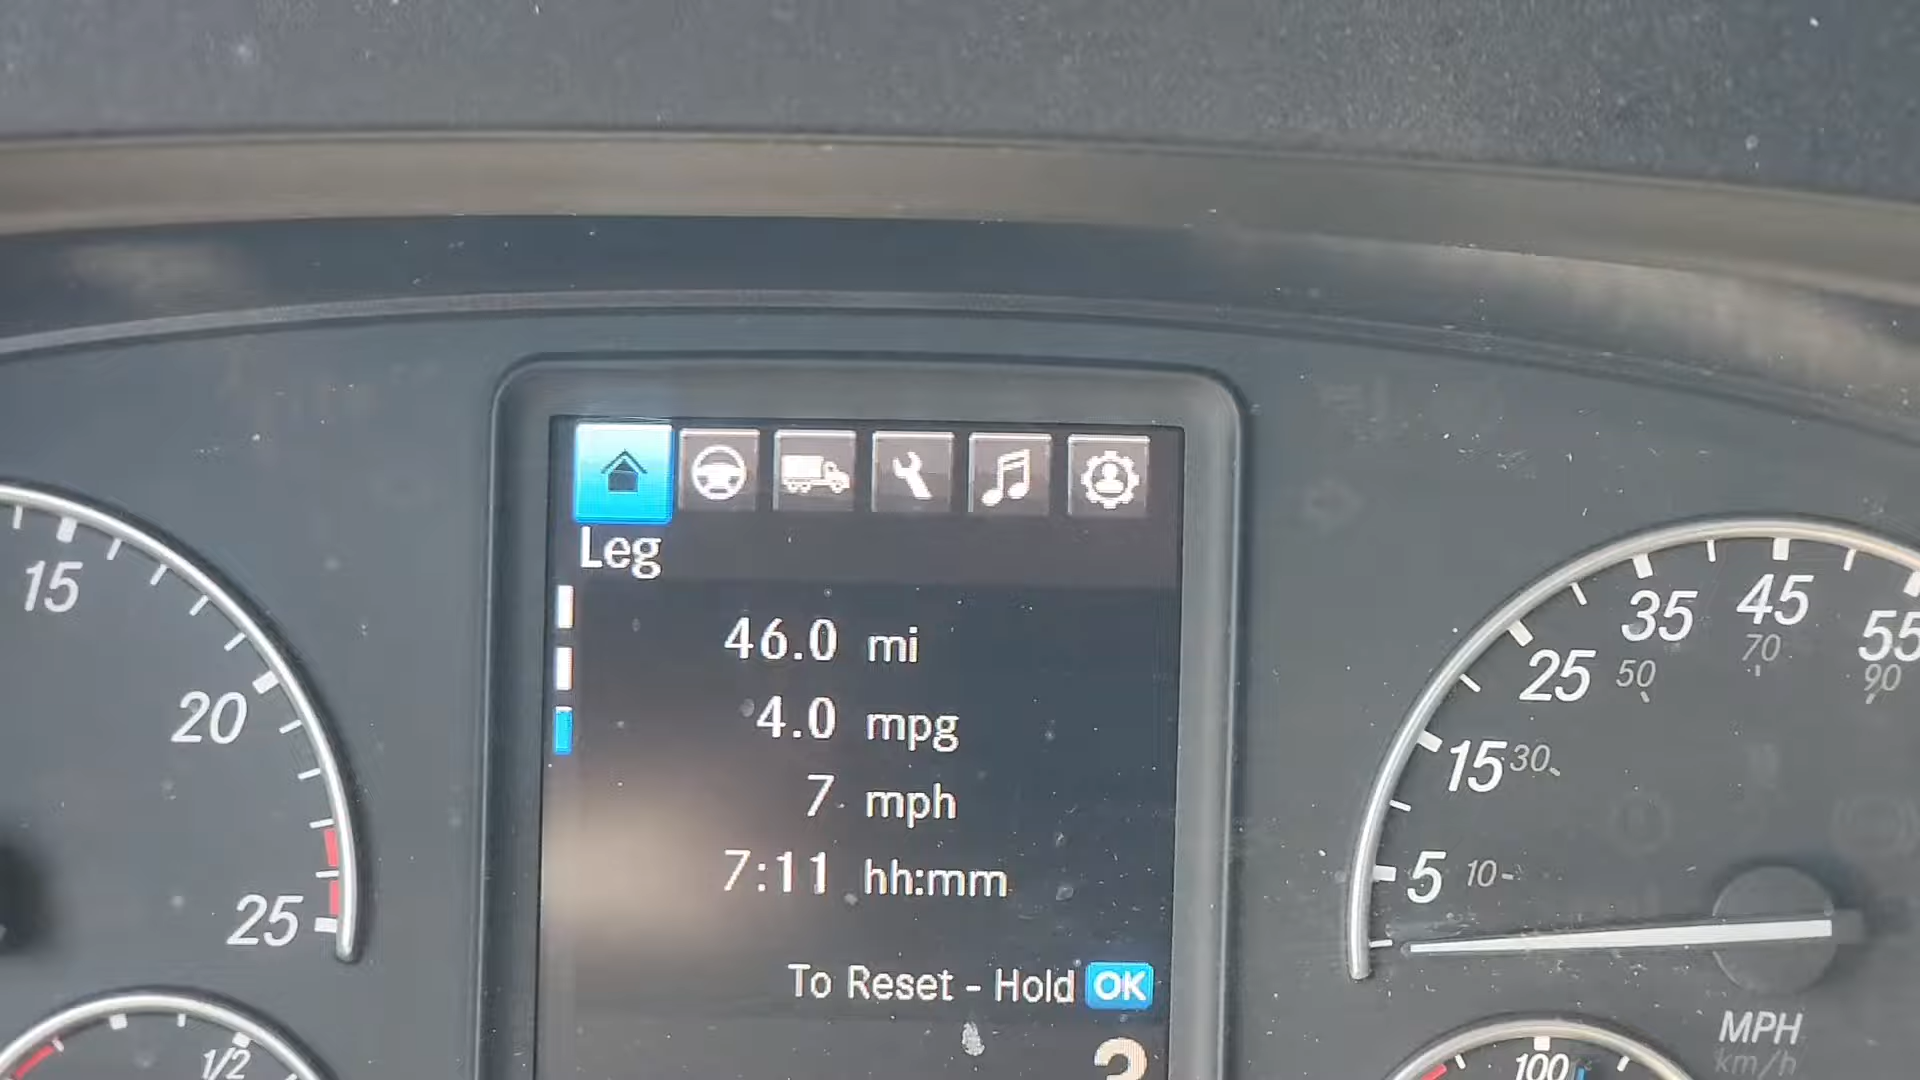 Leg
46.0 mi
4.0 mpg
7 mph
7:11 hh:mm
To Reset - Hold OK
15
20
25
1/2
5 10
15 30
25
35 50
45 70
55 90
MPH
km/h
100